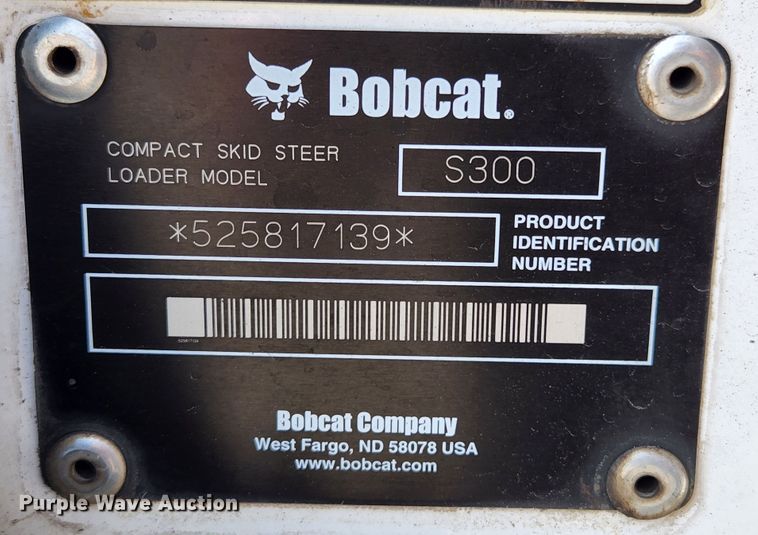 Bobcat®
COMPACT SKID STEER
LOADER MODEL
S300
*525817139*
PRODUCT
IDENTIFICATION
NUMBER
525817139
Bobcat Company
West Fargo, ND 58078 USA
www.bobcat.com
Purple Wave Auction